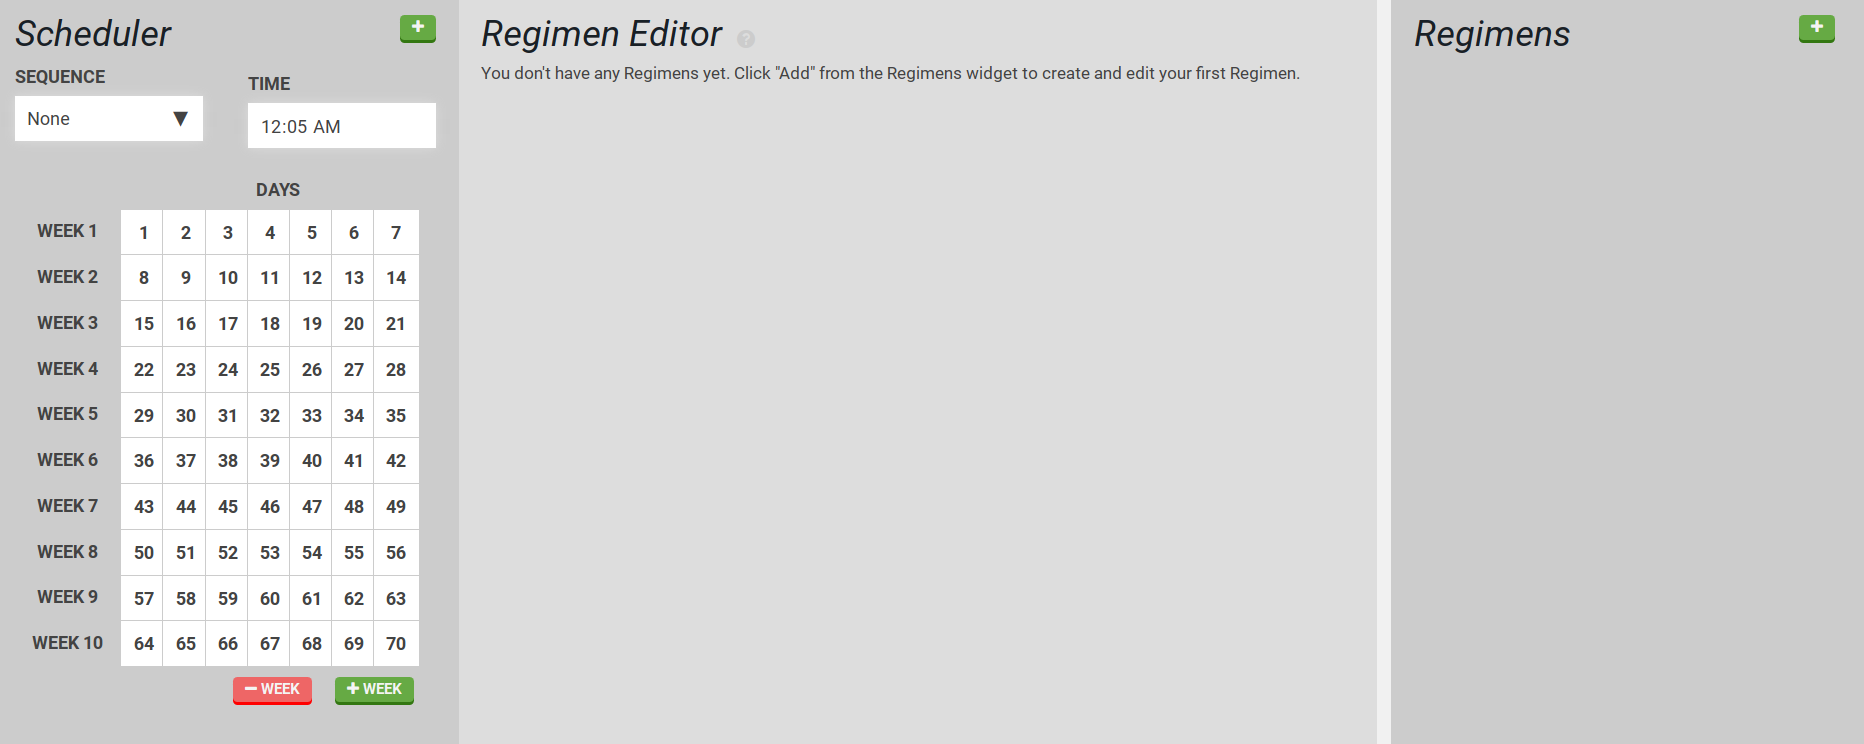 Scheduler
+
SEQUENCE
None
TIME
12:05 AM
DAYS
WEEK 1 1 2 3 4 5 6 7
WEEK 2 8 9 10 11 12 13 14
WEEK 3 15 16 17 18 19 20 21
WEEK 4 22 23 24 25 26 27 28
WEEK 5 29 30 31 32 33 34 35
WEEK 6 36 37 38 39 40 41 42
WEEK 7 43 44 45 46 47 48 49
WEEK 8 50 51 52 53 54 55 56
WEEK 9 57 58 59 60 61 62 63
WEEK 10 64 65 66 67 68 69 70
− WEEK + WEEK
Regimen Editor ?
You don't have any Regimens yet. Click "Add" from the Regimens widget to create and edit your first Regimen.
Regimens
+